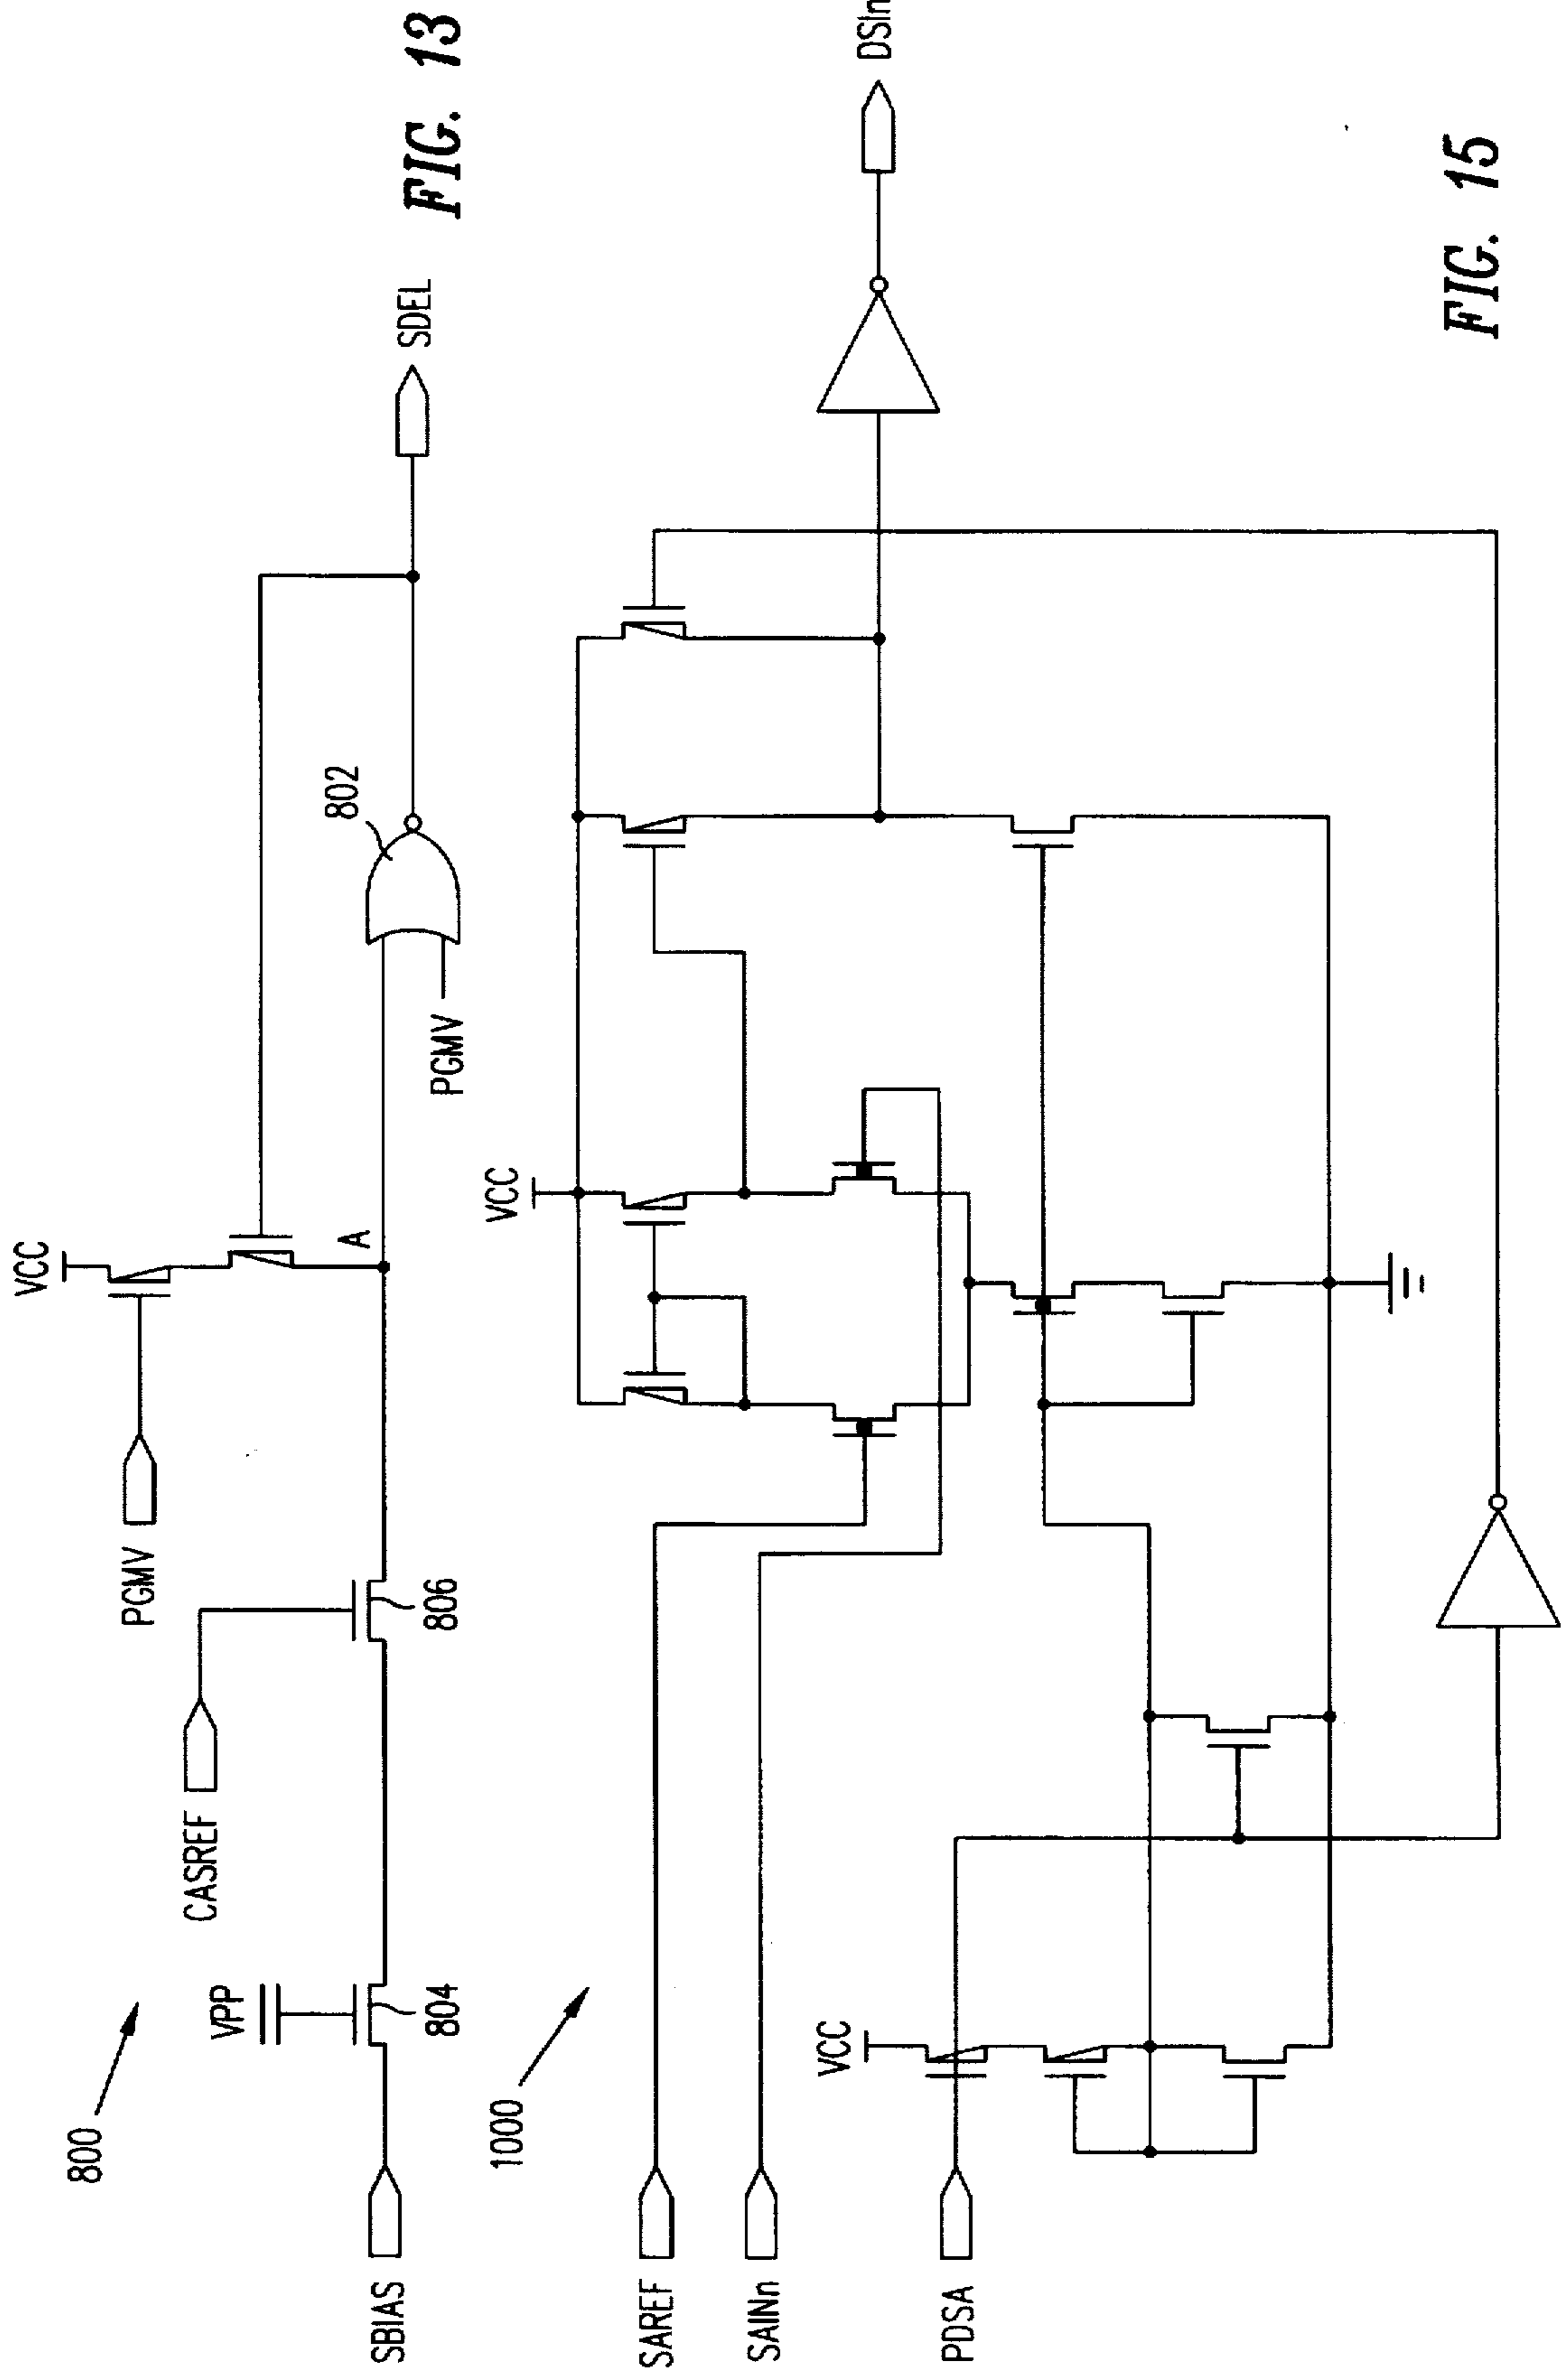 800
VCC
PGMV
CASREF
VPP
A
802
SDEL
804
806
PGMV
SBIAS
FIG. 13
1000
VCC
SAREF
SAINn
VCC
PDSA
DSIn
FIG. 15